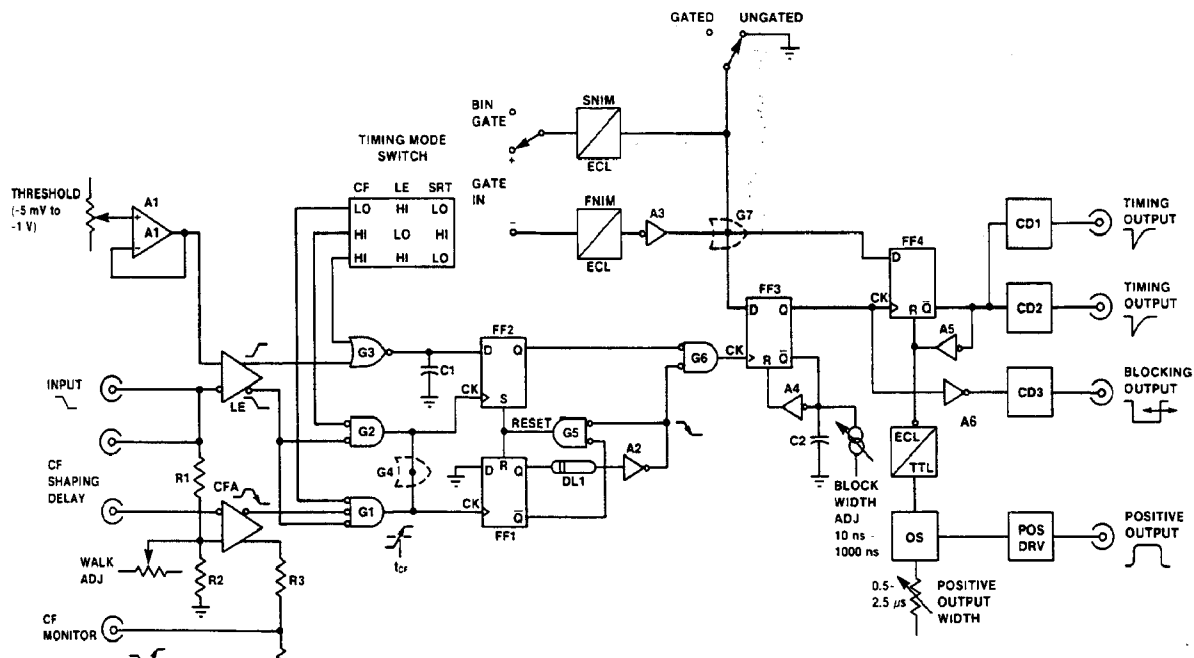 GATED UNGATED
SNIM
BIN
GATE
ECL
TIMING MODE
SWITCH
CF LE SRT
LO HI LO
HI LO HI
HI HI LO
GATE
IN
+
−
FNIM
ECL
A3
G7
THRESHOLD
(-5 mV to
-1 V)
A1
A1
+
−
FF4
D
CK
R Q̅
CD1
TIMING
OUTPUT
CD2
TIMING
OUTPUT
A5
FF3
D Q
CK
R Q̅
G3
C1
FF2
D Q
CK
S
G6
INPUT
LE
G2
RESET
G5
A2
A4
C2
A6
CD3
BLOCKING
OUTPUT
CF
SHAPING
DELAY
R1
CFA
G4
G1
R
D Q
Q̅
FF1
DL1
BLOCK
WIDTH
ADJ
10 ns -
1000 ns
ECL
TTL
OS
POS
DRV
POSITIVE
OUTPUT
WALK
ADJ
R2
R3
tCF
0.5-
2.5 μs
POSITIVE
OUTPUT
WIDTH
CF
MONITOR